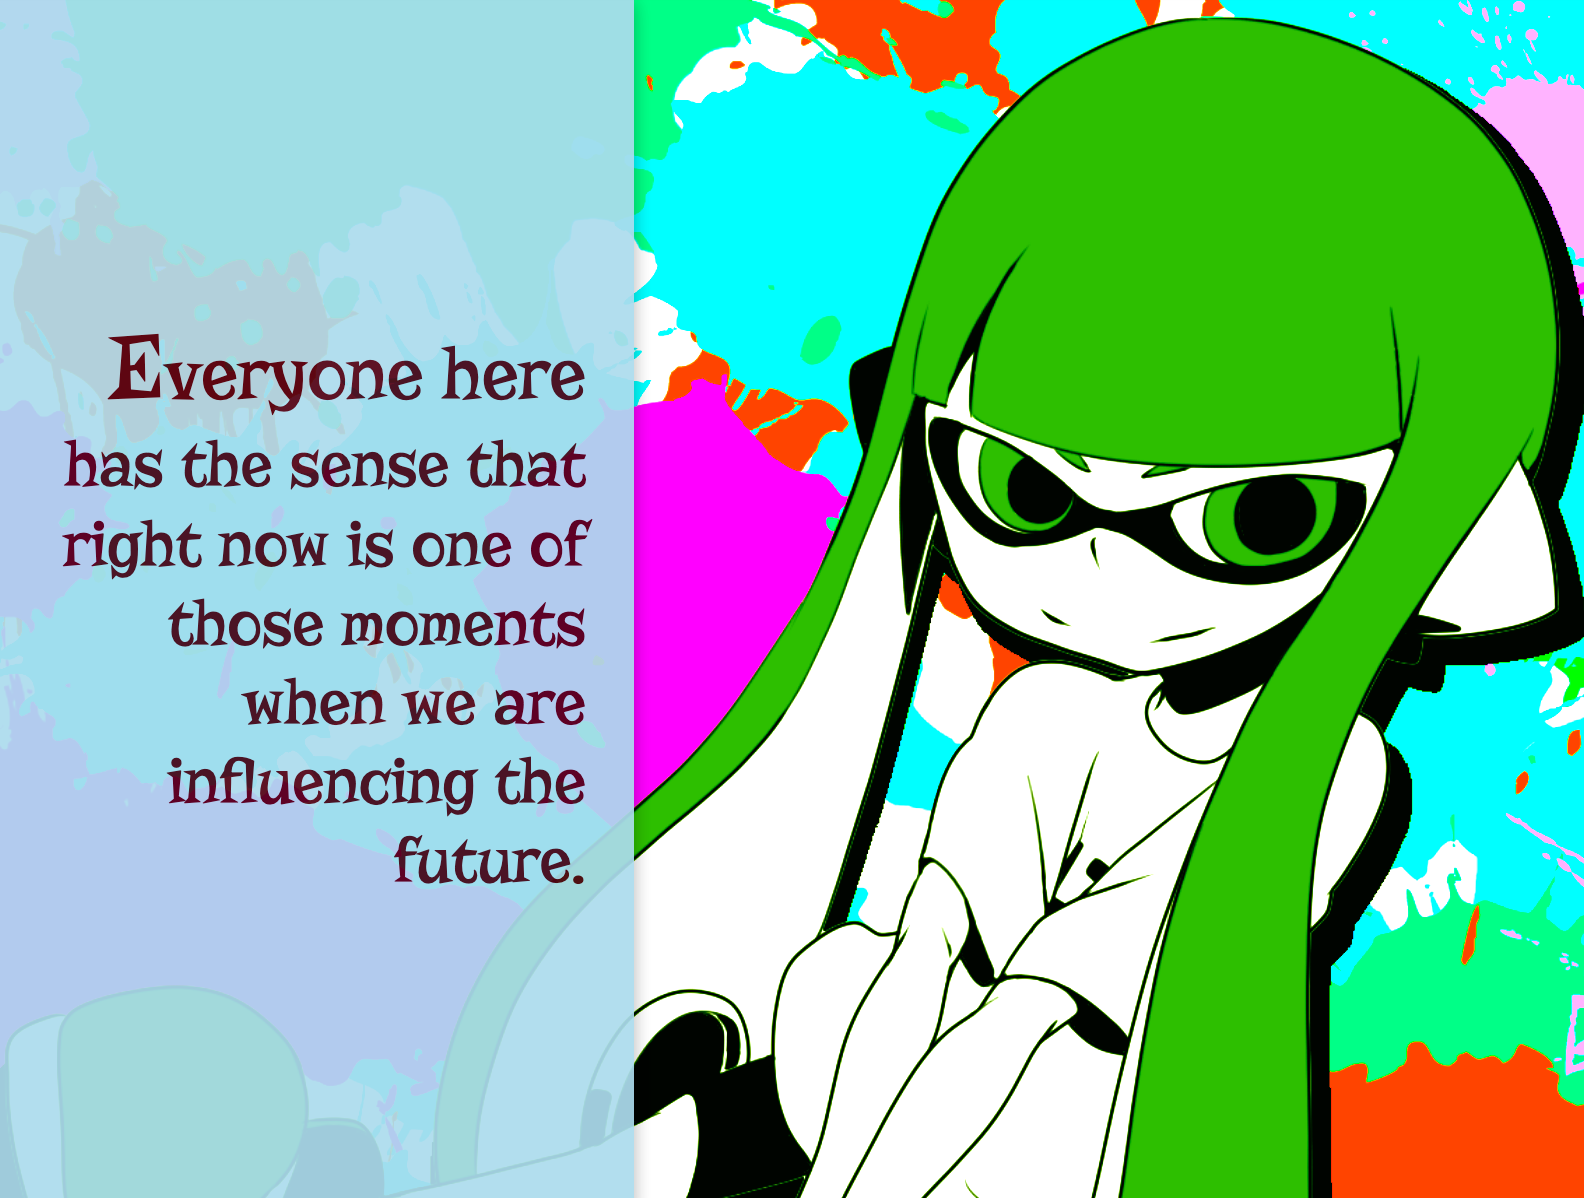 Everyone here
has the sense that
right now is one of
those moments
when we are
influencing the
future.